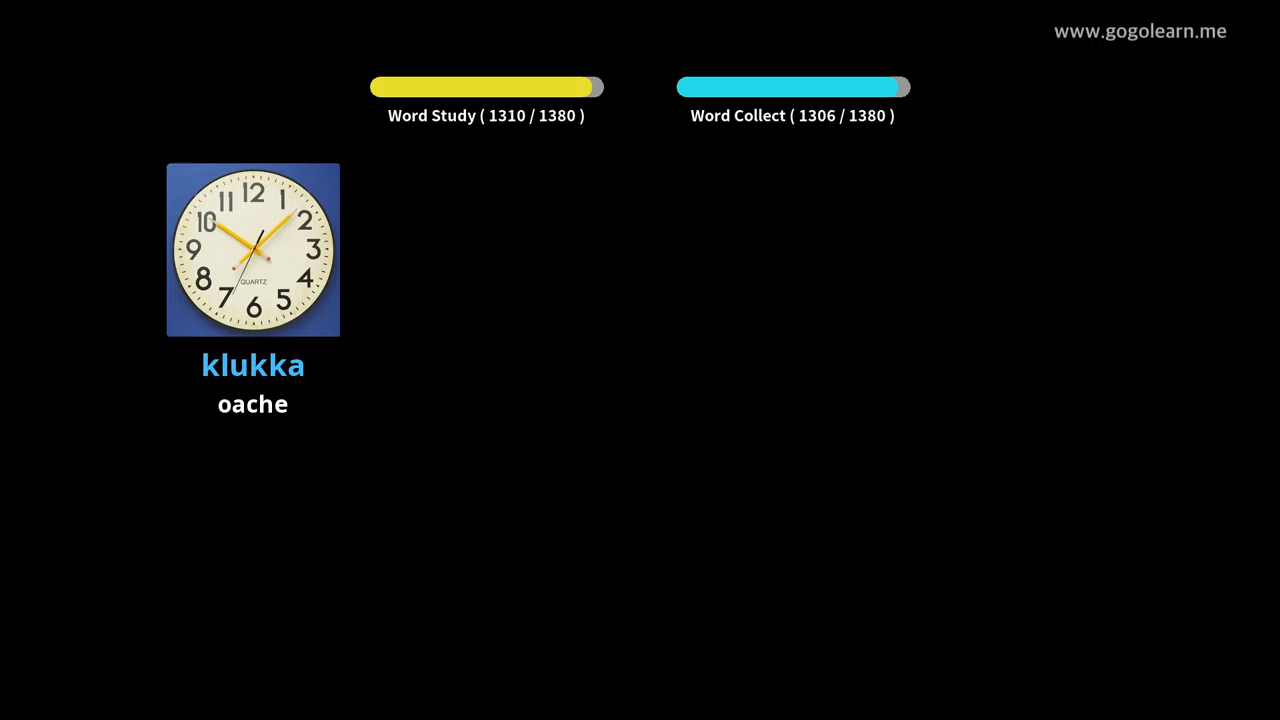 www.gogolearn.me
Word Study ( 1310 / 1380 )
Word Collect ( 1306 / 1380 )
12
11
1
10
2
9
3
8
4
QUARTZ
7
5
6
klukka
oache